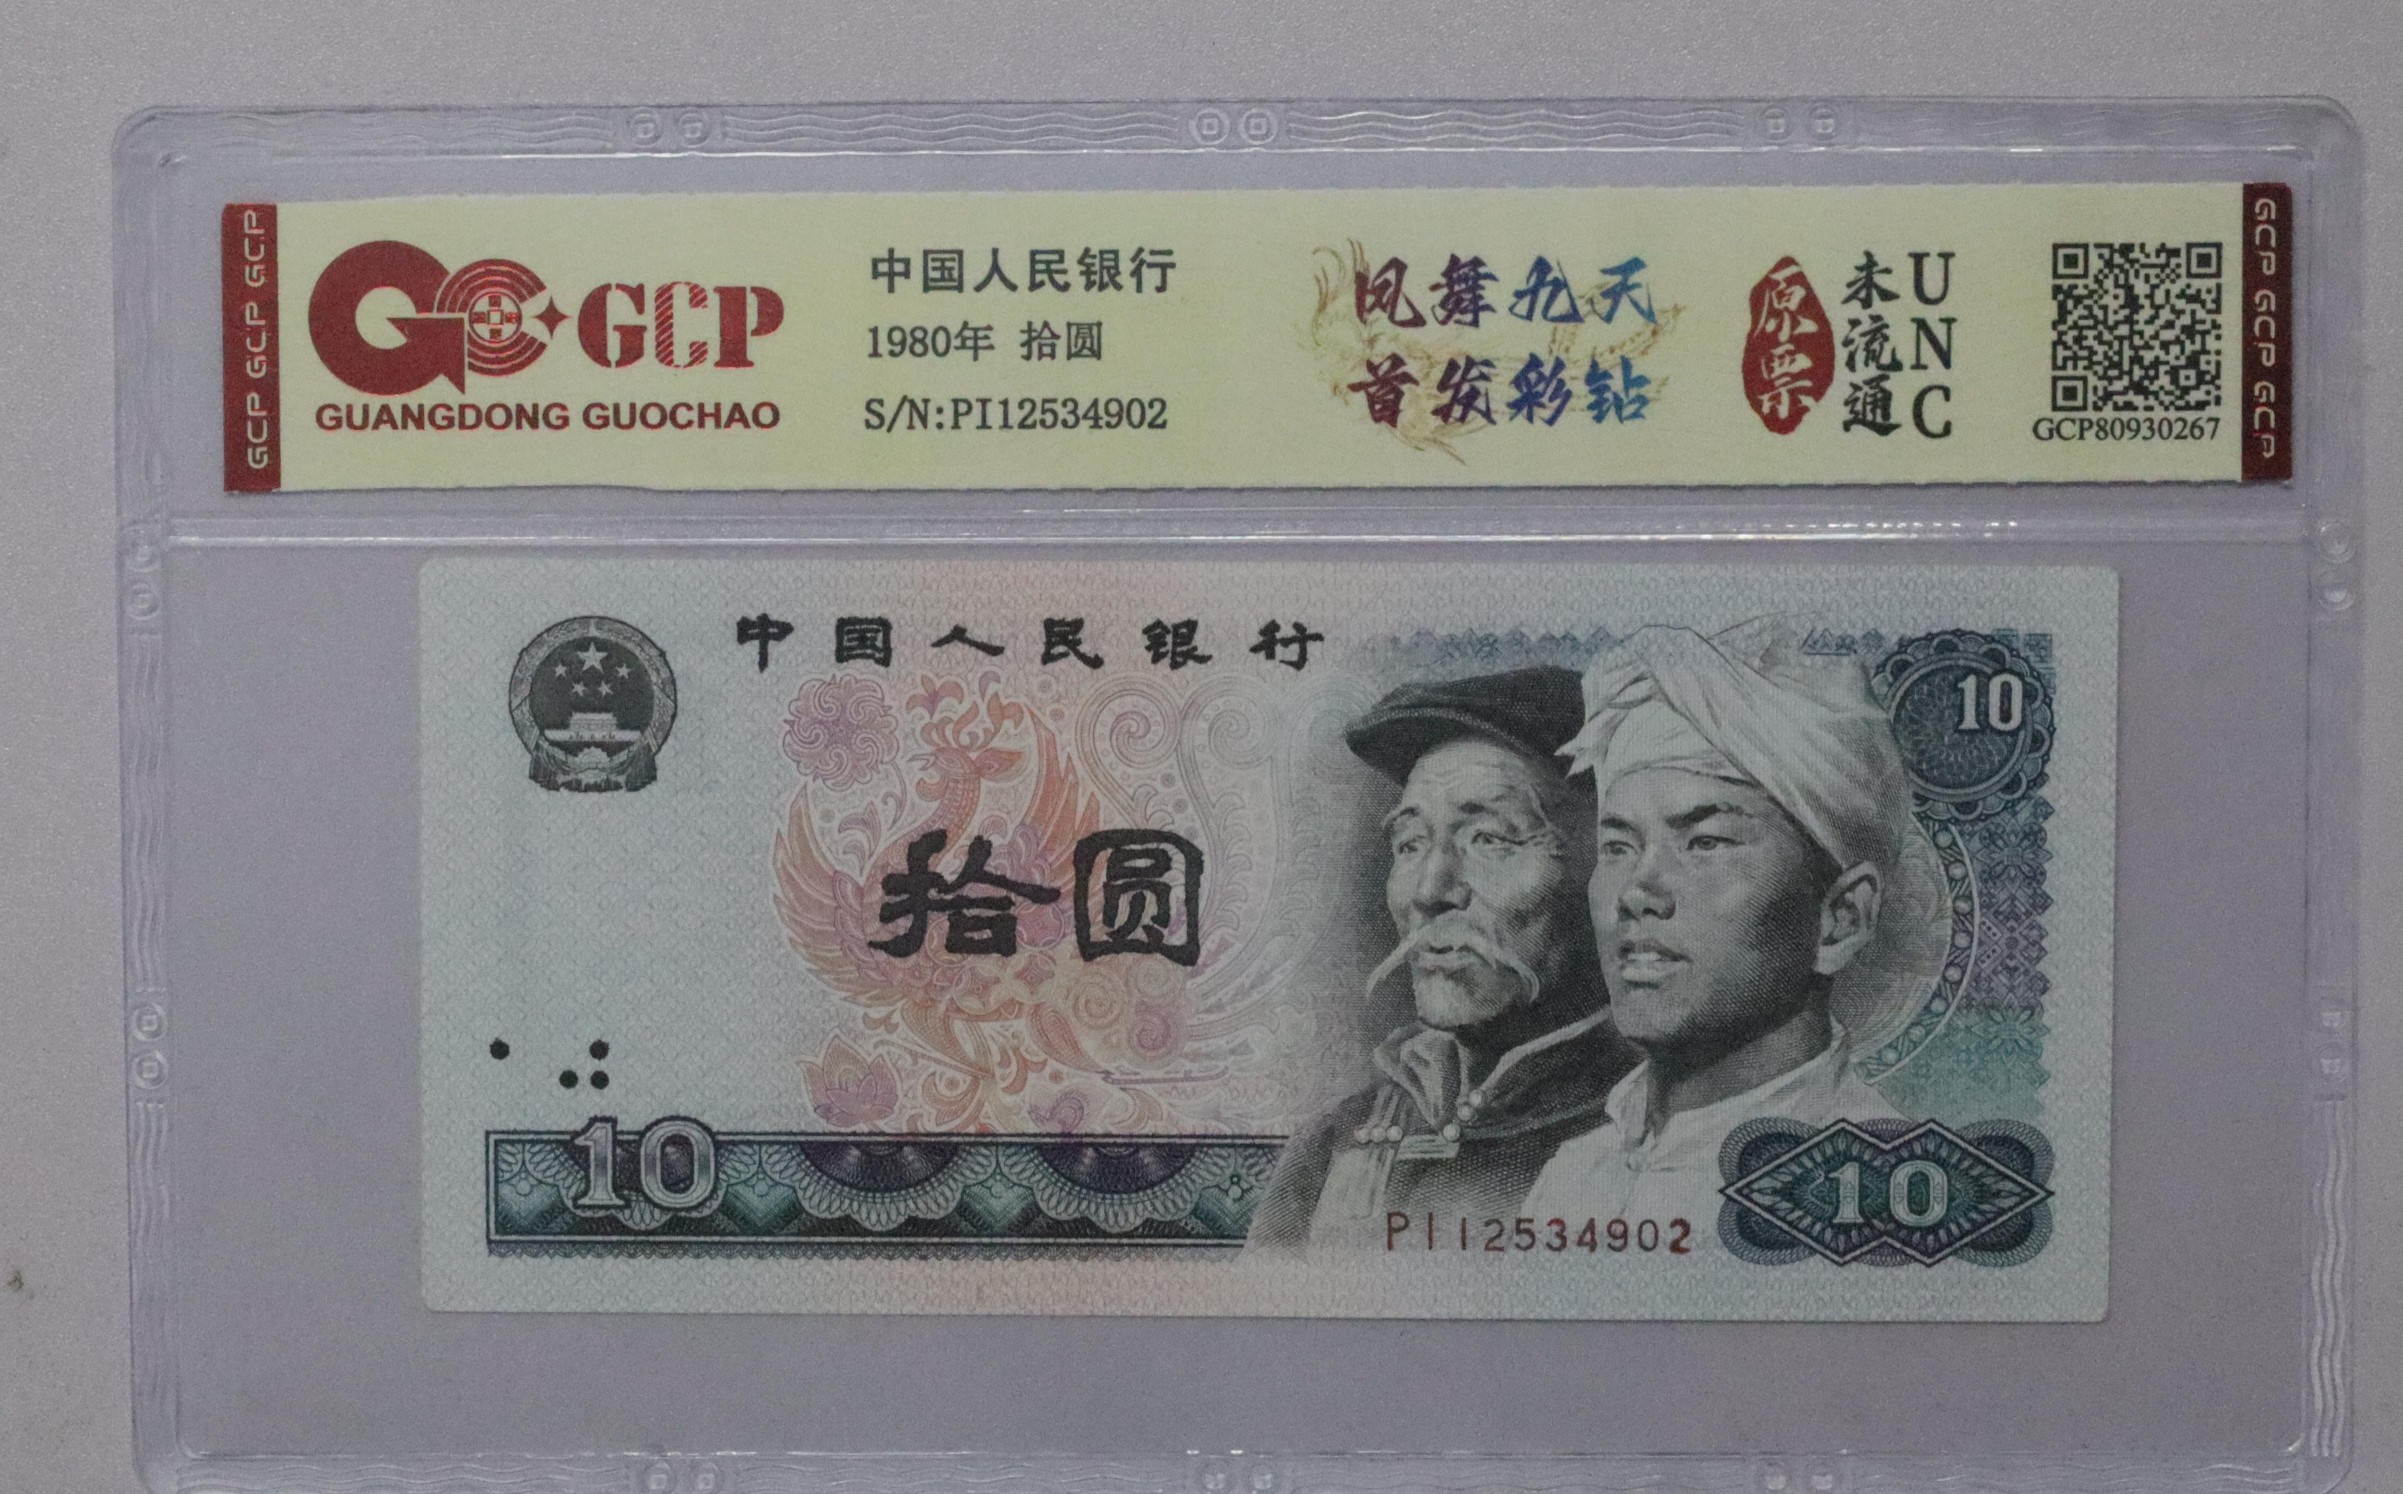 GCP GCP GCP
GCP
GUANGDONG GUOCHAO
中国人民银行
1980年 拾圆
S/N:PI12534902
凤舞九天
首发彩钻
原票
未流通
UNC
GCP80930267
GCP GCP GCP
中国人民银行
10
拾圆
10
PI12534902
10